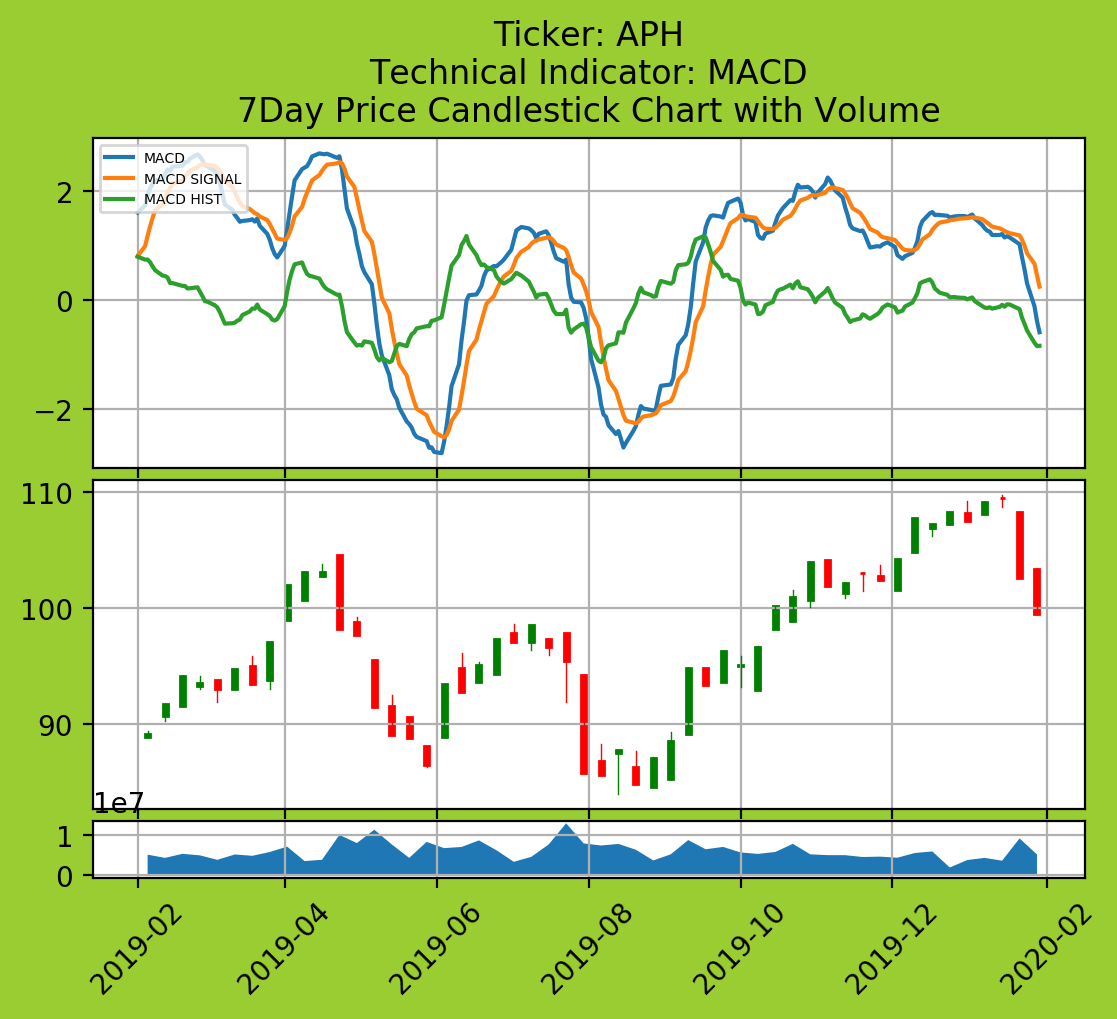 Ticker: APH
Technical Indicator: MACD
7Day Price Candlestick Chart with Volume
MACD
MACD SIGNAL
MACD HIST
2
0
−2
110
100
90
1e7
1
0
2019-02
2019-04
2019-06
2019-08
2019-10
2019-12
2020-02